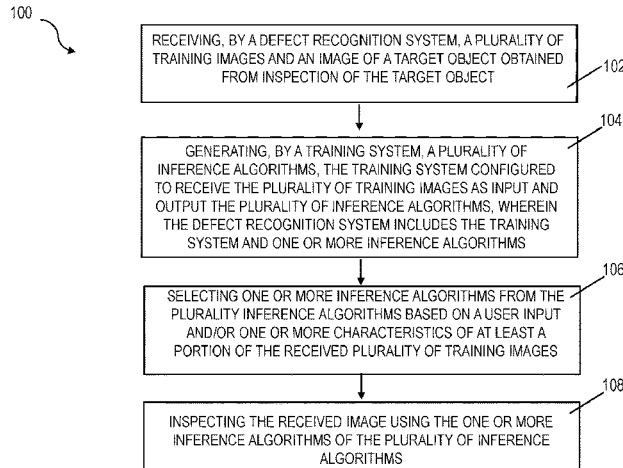 100
RECEIVING, BY A DEFECT RECOGNITION SYSTEM, A PLURALITY OF
TRAINING IMAGES AND AN IMAGE OF A TARGET OBJECT OBTAINED
FROM INSPECTION OF THE TARGET OBJECT
102
104
GENERATING, BY A TRAINING SYSTEM, A PLURALITY OF
INFERENCE ALGORITHMS, THE TRAINING SYSTEM CONFIGURED
TO RECEIVE THE PLURALITY OF TRAINING IMAGES AS INPUT AND
OUTPUT THE PLURALITY OF INFERENCE ALGORITHMS, WHEREIN
THE DEFECT RECOGNITION SYSTEM INCLUDES THE TRAINING
SYSTEM AND ONE OR MORE INFERENCE ALGORITHMS
106
SELECTING ONE OR MORE INFERENCE ALGORITHMS FROM THE
PLURALITY INFERENCE ALGORITHMS BASED ON A USER INPUT
AND/OR ONE OR MORE CHARACTERISTICS OF AT LEAST A
PORTION OF THE RECEIVED PLURALITY OF TRAINING IMAGES
108
INSPECTING THE RECEIVED IMAGE USING THE ONE OR MORE
INFERENCE ALGORITHMS OF THE PLURALITY OF INFERENCE
ALGORITHMS